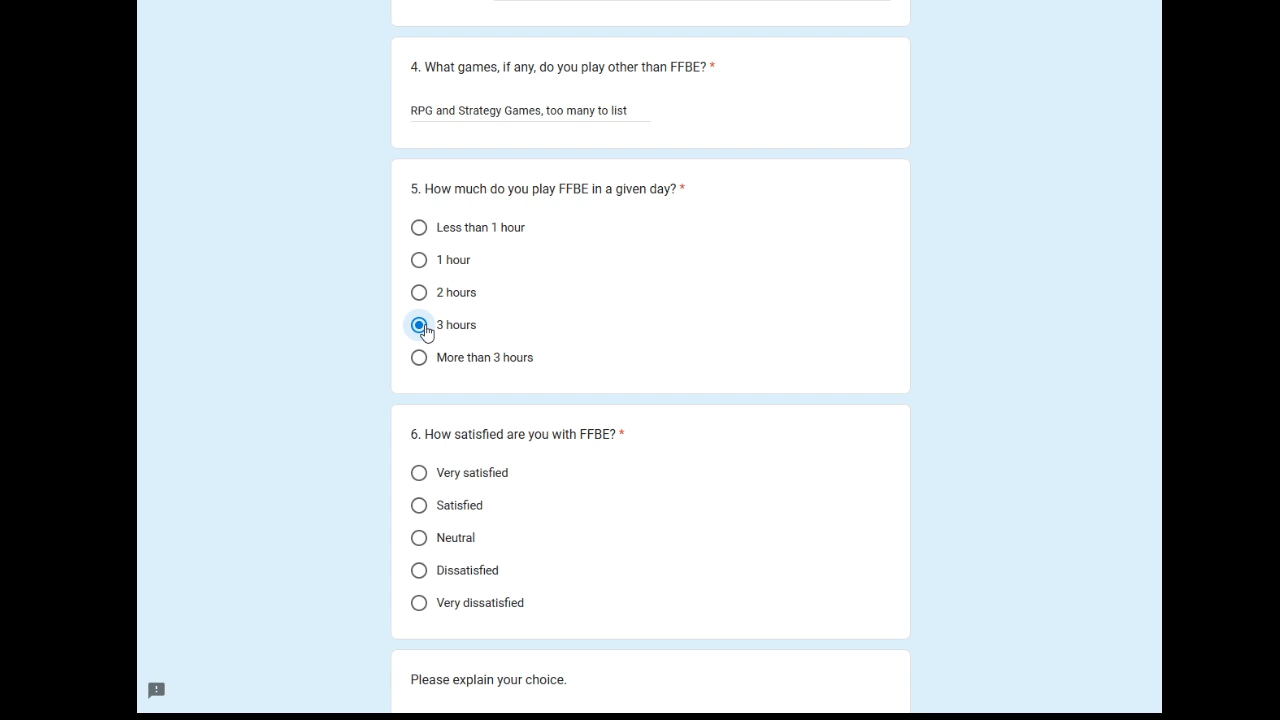 4. What games, if any, do you play other than FFBE? *
RPG and Strategy Games, too many to list
5. How much do you play FFBE in a given day? *
Less than 1 hour
1 hour
2 hours
3 hours
More than 3 hours
6. How satisfied are you with FFBE? *
Very satisfied
Satisfied
Neutral
Dissatisfied
Very dissatisfied
Please explain your choice.